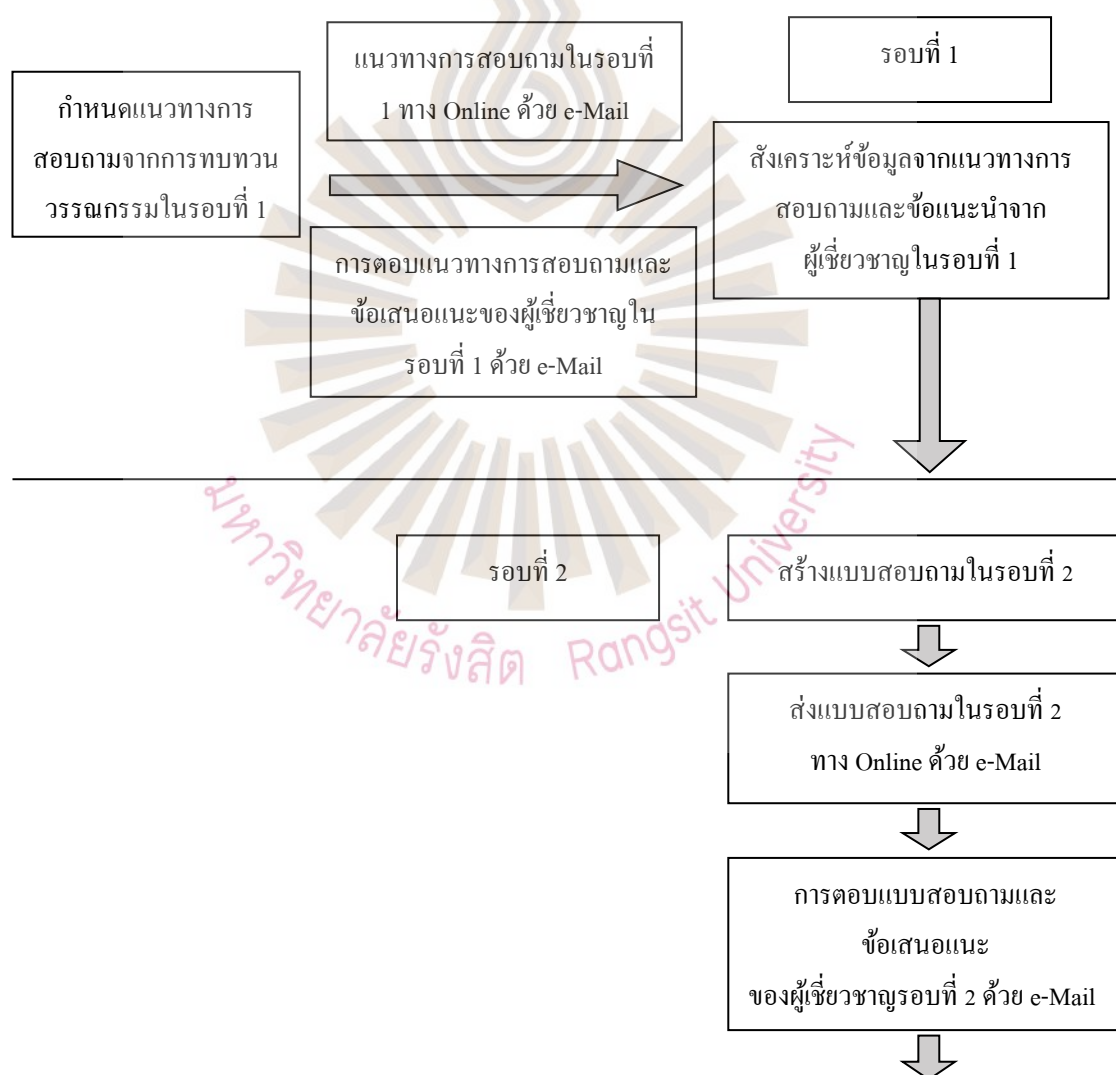 กำหนดแนวทางการ
สอบถามจากการทบทวน
วรรณกรรมในรอบที่ 1
แนวทางการสอบถามในรอบที่
1 ทาง Online ด้วย e-Mail
การตอบแนวทางการสอบถามและ
ข้อเสนอแนะของผู้เชี่ยวชาญใน
รอบที่ 1 ด้วย e-Mail
รอบที่ 1
สังเคราะห์ข้อมูลจากแนวทางการ
สอบถามและข้อแนะนำจาก
ผู้เชี่ยวชาญในรอบที่ 1
รอบที่ 2
สร้างแบบสอบถามในรอบที่ 2
ส่งแบบสอบถามในรอบที่ 2
ทาง Online ด้วย e-Mail
การตอบแบบสอบถามและ
ข้อเสนอแนะ
ของผู้เชี่ยวชาญรอบที่ 2 ด้วย e-Mail
มหาวิทยาลัยรังสิต Rangsit University